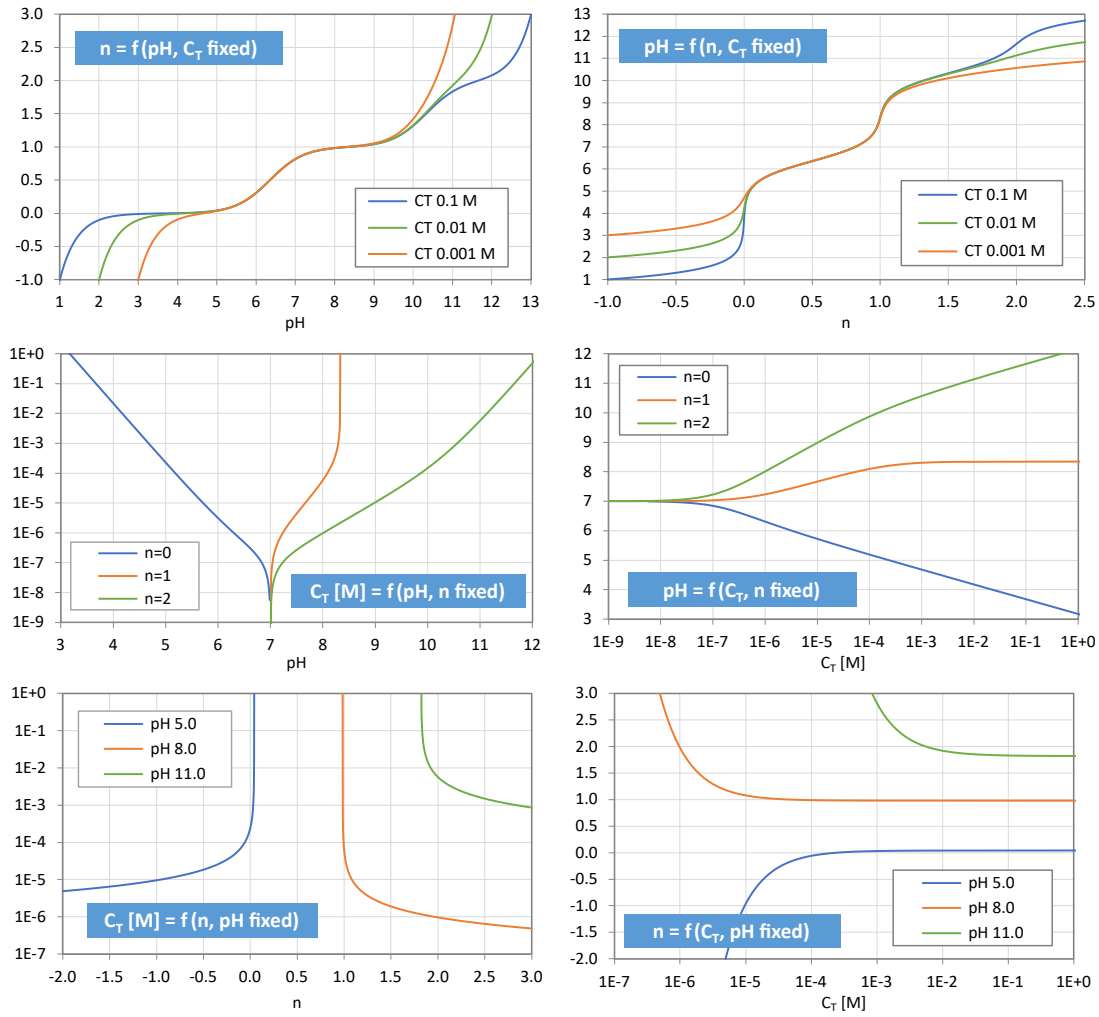 n = f (pH, C_T fixed)
3.0
2.5
2.0
1.5
1.0
0.5
0.0
-0.5
-1.0
CT 0.1 M
CT 0.01 M
CT 0.001 M
1 2 3 4 5 6 7 8 9 10 11 12 13
pH
pH = f (n, C_T fixed)
13
12
11
10
9
8
7
6
5
4
3
2
1
CT 0.1 M
CT 0.01 M
CT 0.001 M
-1.0 -0.5 0.0 0.5 1.0 1.5 2.0 2.5
n
1E+0
1E-1
1E-2
1E-3
1E-4
1E-5
1E-6
1E-7
1E-8
1E-9
n=0
n=1
n=2
C_T [M] = f (pH, n fixed)
3 4 5 6 7 8 9 10 11 12
pH
12
11
10
9
8
7
6
5
4
3
n=0
n=1
n=2
pH = f (C_T, n fixed)
1E-9 1E-8 1E-7 1E-6 1E-5 1E-4 1E-3 1E-2 1E-1 1E+0
C_T [M]
1E+0
1E-1
1E-2
1E-3
1E-4
1E-5
1E-6
1E-7
pH 5.0
pH 8.0
pH 11.0
C_T [M] = f (n, pH fixed)
-2.0 -1.5 -1.0 -0.5 0.0 0.5 1.0 1.5 2.0 2.5 3.0
n
3.0
2.5
2.0
1.5
1.0
0.5
0.0
-0.5
-1.0
-1.5
-2.0
pH 5.0
pH 8.0
pH 11.0
n = f (C_T, pH fixed)
1E-7 1E-6 1E-5 1E-4 1E-3 1E-2 1E-1 1E+0
C_T [M]